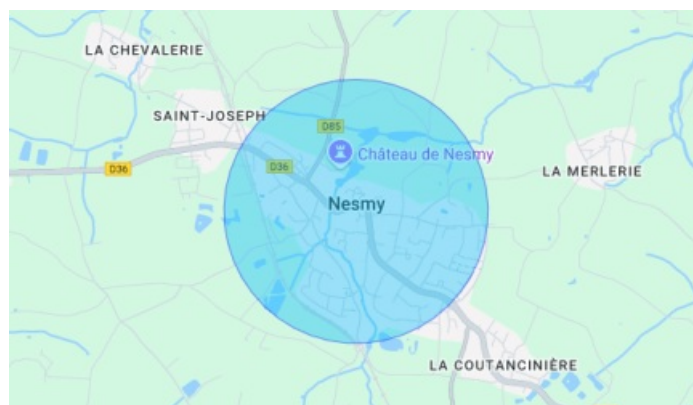 LA CHEVALERIE
SAINT-JOSEPH
D85
Château de Nesmy
D36
D36
LA MERLERIE
Nesmy
LA COUTANCINIÈRE